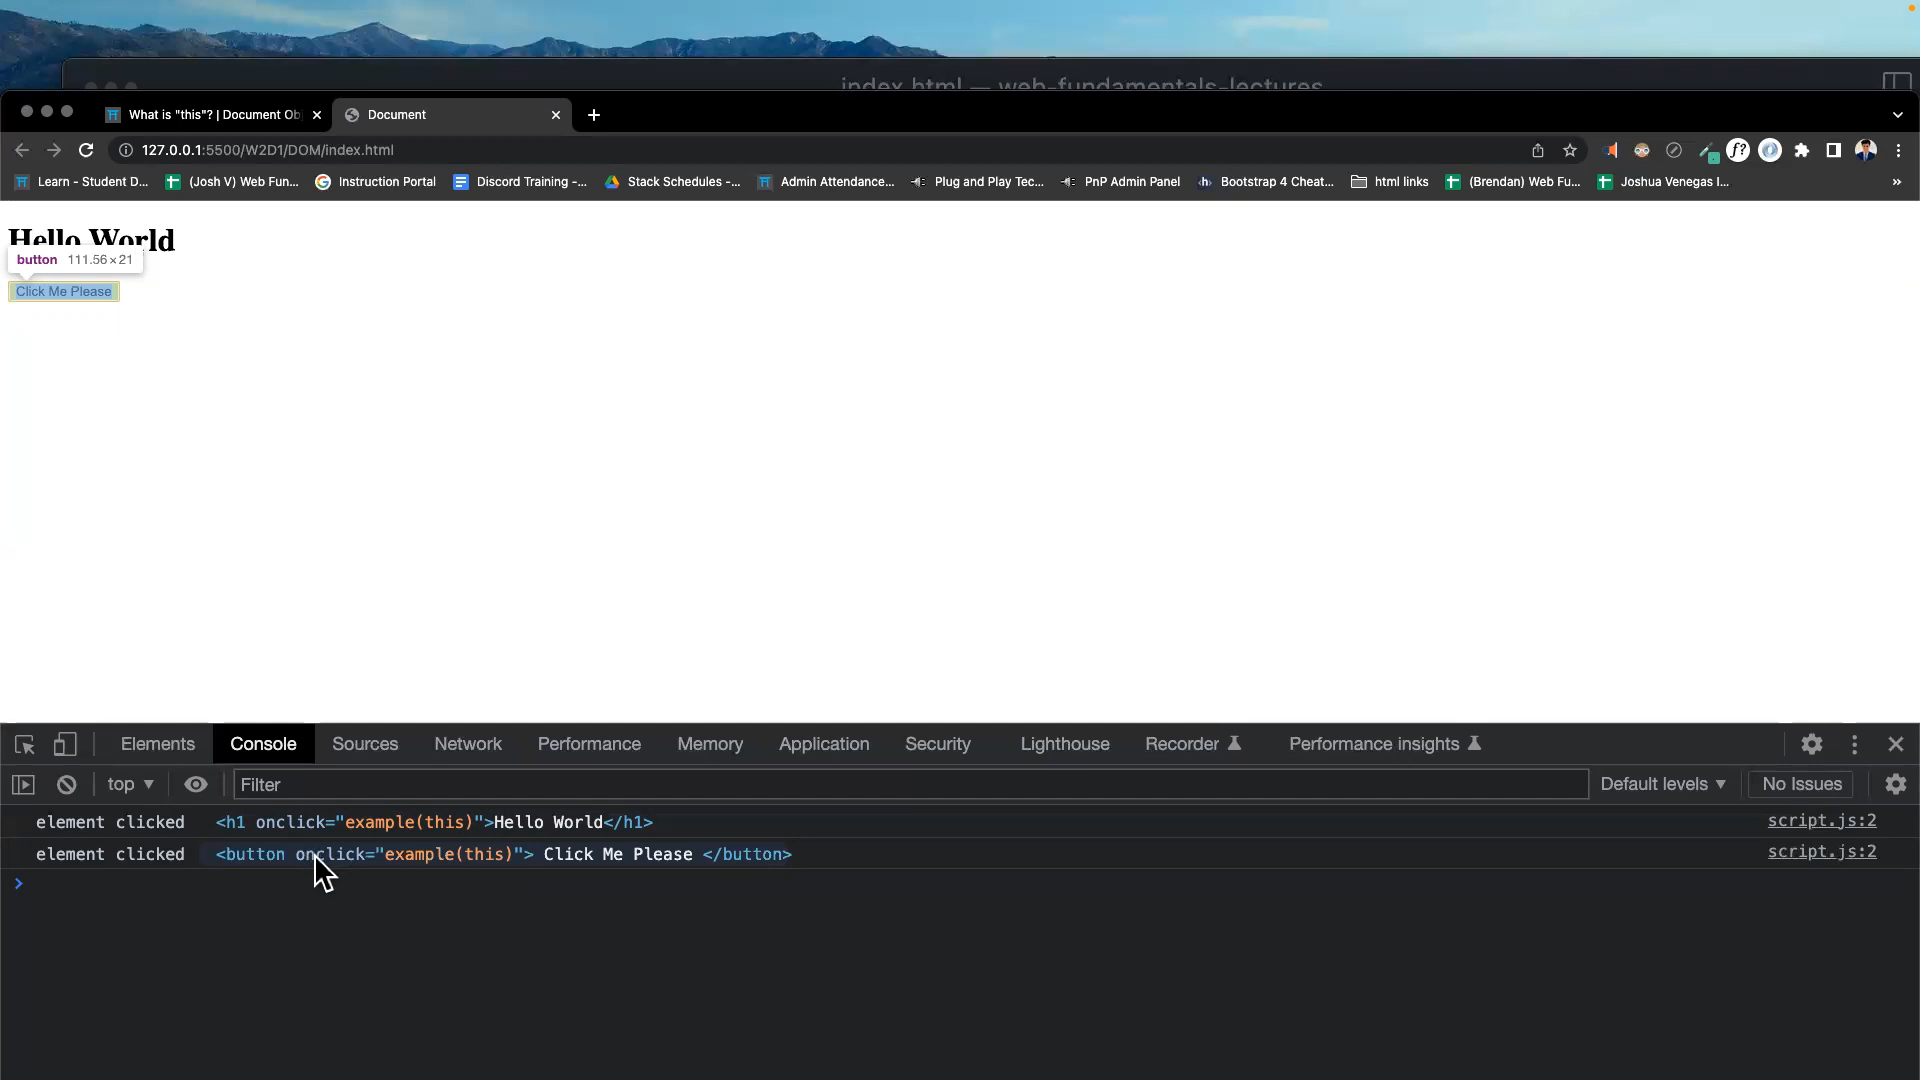 index.html — web-fundamentals-lectures
What is "this"? | Document Ob
Document
127.0.0.1:5500/W2D1/DOM/index.html
Learn - Student D... (Josh V) Web Fun... Instruction Portal Discord Training -... Stack Schedules -... Admin Attendance... Plug and Play Tec... PnP Admin Panel Bootstrap 4 Cheat... html links (Brendan) Web Fu... Joshua Venegas I... »
Hello World
button 111.56×21
Click Me Please
Elements Console Sources Network Performance Memory Application Security Lighthouse Recorder Performance insights
top Filter Default levels No Issues
element clicked <h1 onclick="example(this)">Hello World</h1> script.js:2
element clicked <button onclick="example(this)"> Click Me Please </button> script.js:2
>